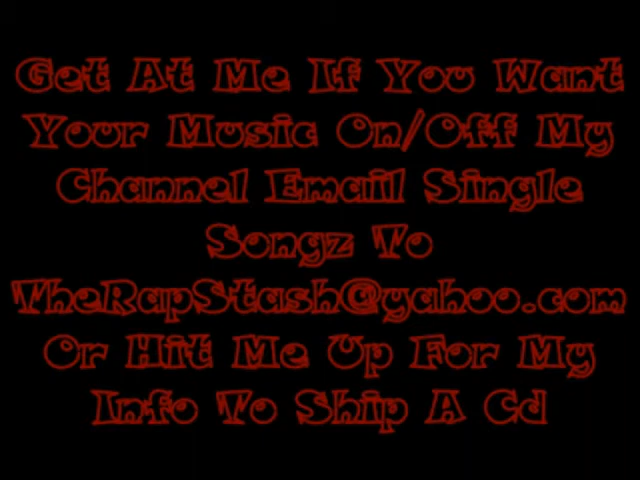 Get At Me If You Want
Your Music On/Off My
Channel Email Single
Songz To
TheRapStash@yahoo.com
Or Hit Me Up For My
Info To Ship A Cd